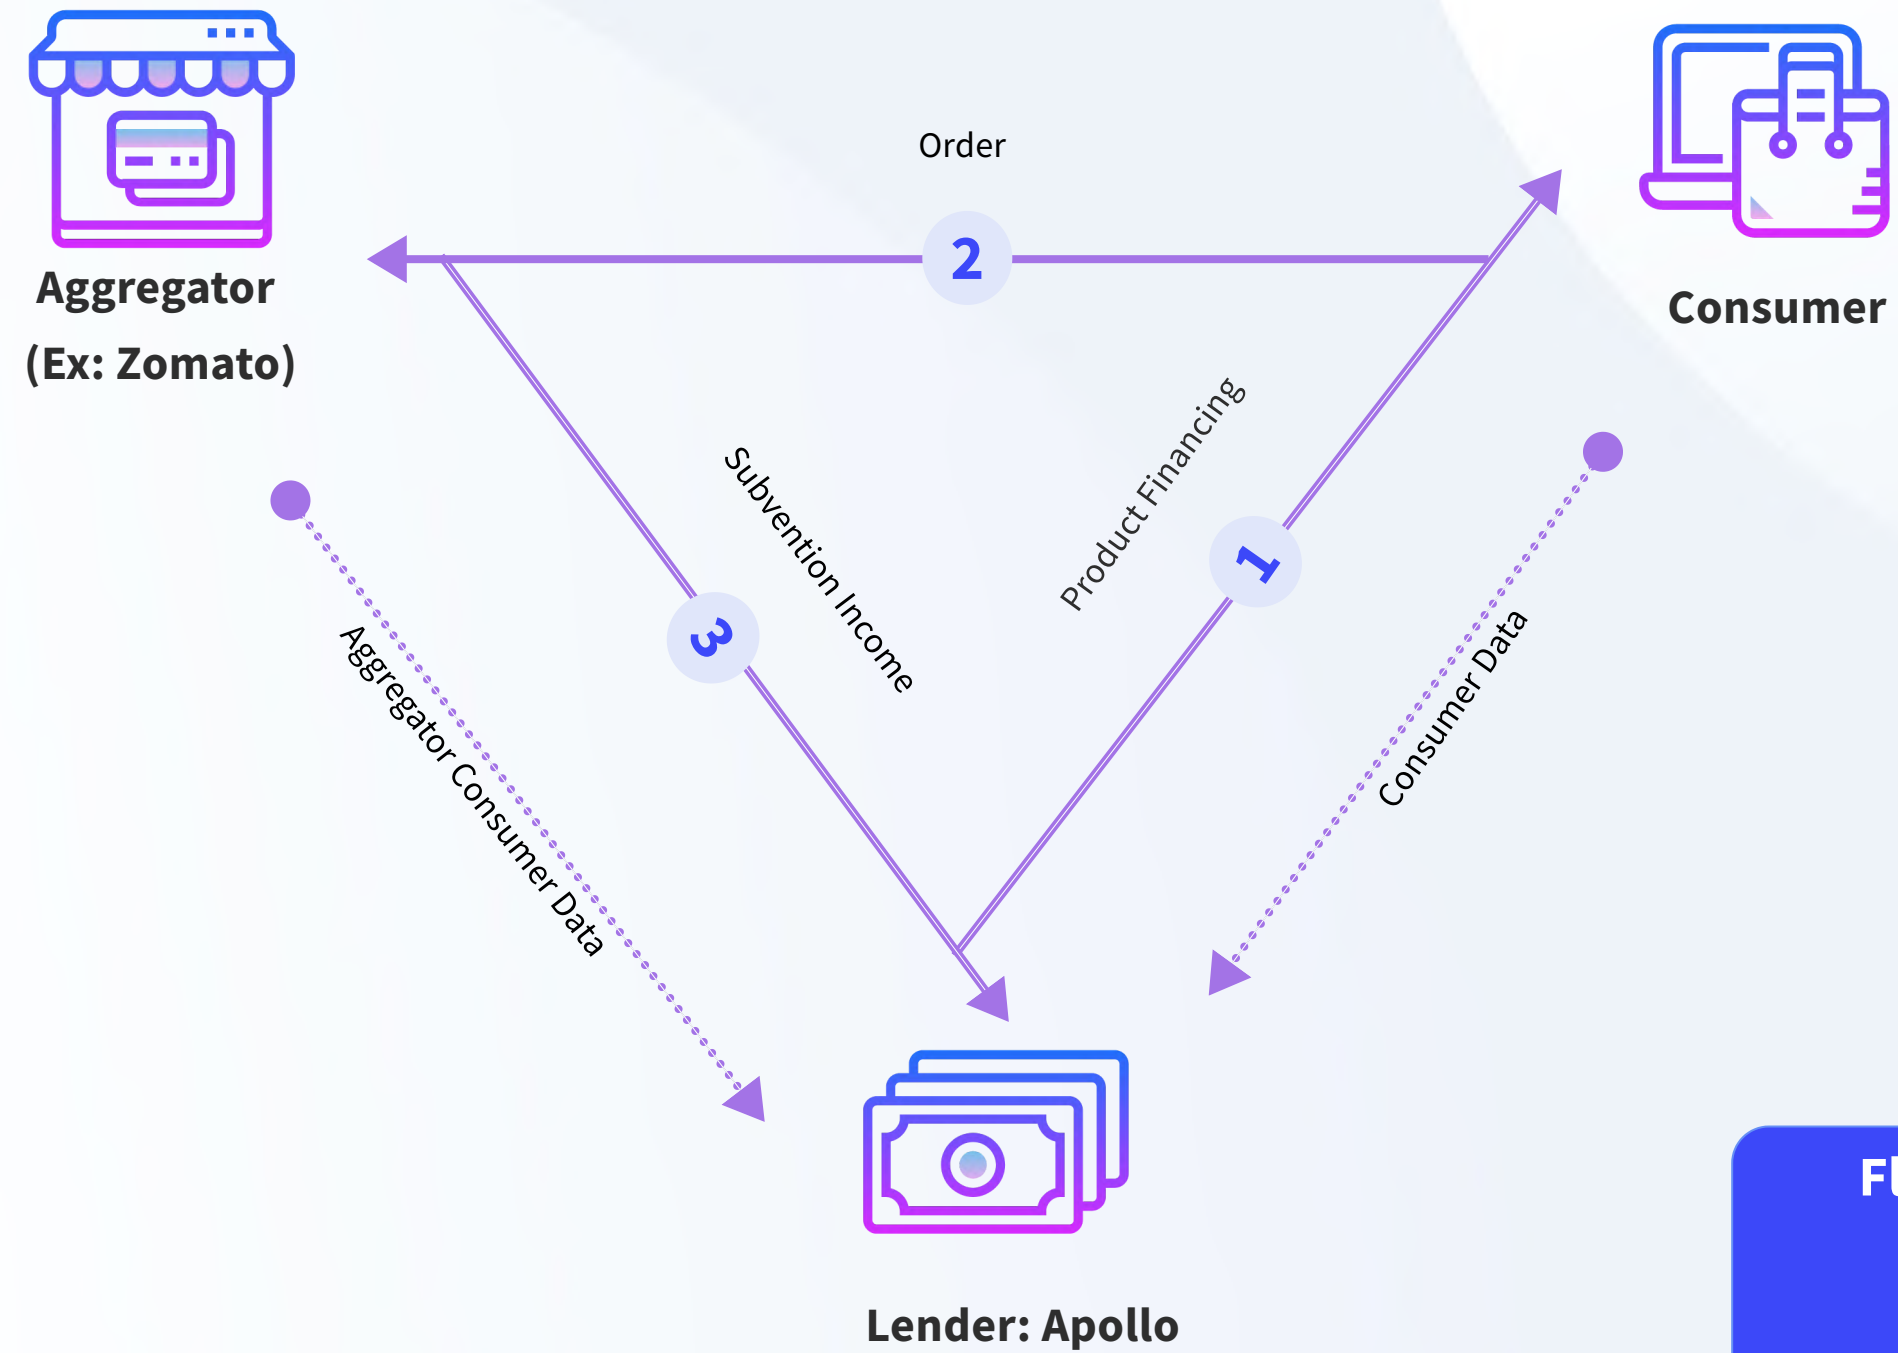 Order
2
Aggregator
(Ex: Zomato)
Consumer
Product Financing
1
Subvention Income
3
Aggregator Consumer Data
Consumer Data
Lender: Apollo